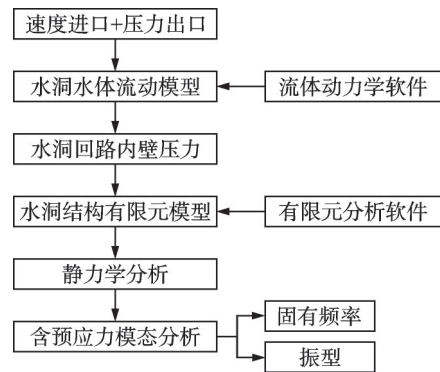 速度进口+压力出口
水洞水体流动模型
流体动力学软件
水洞回路内壁压力
水洞结构有限元模型
有限元分析软件
静力学分析
固有频率
含预应力模态分析
振型